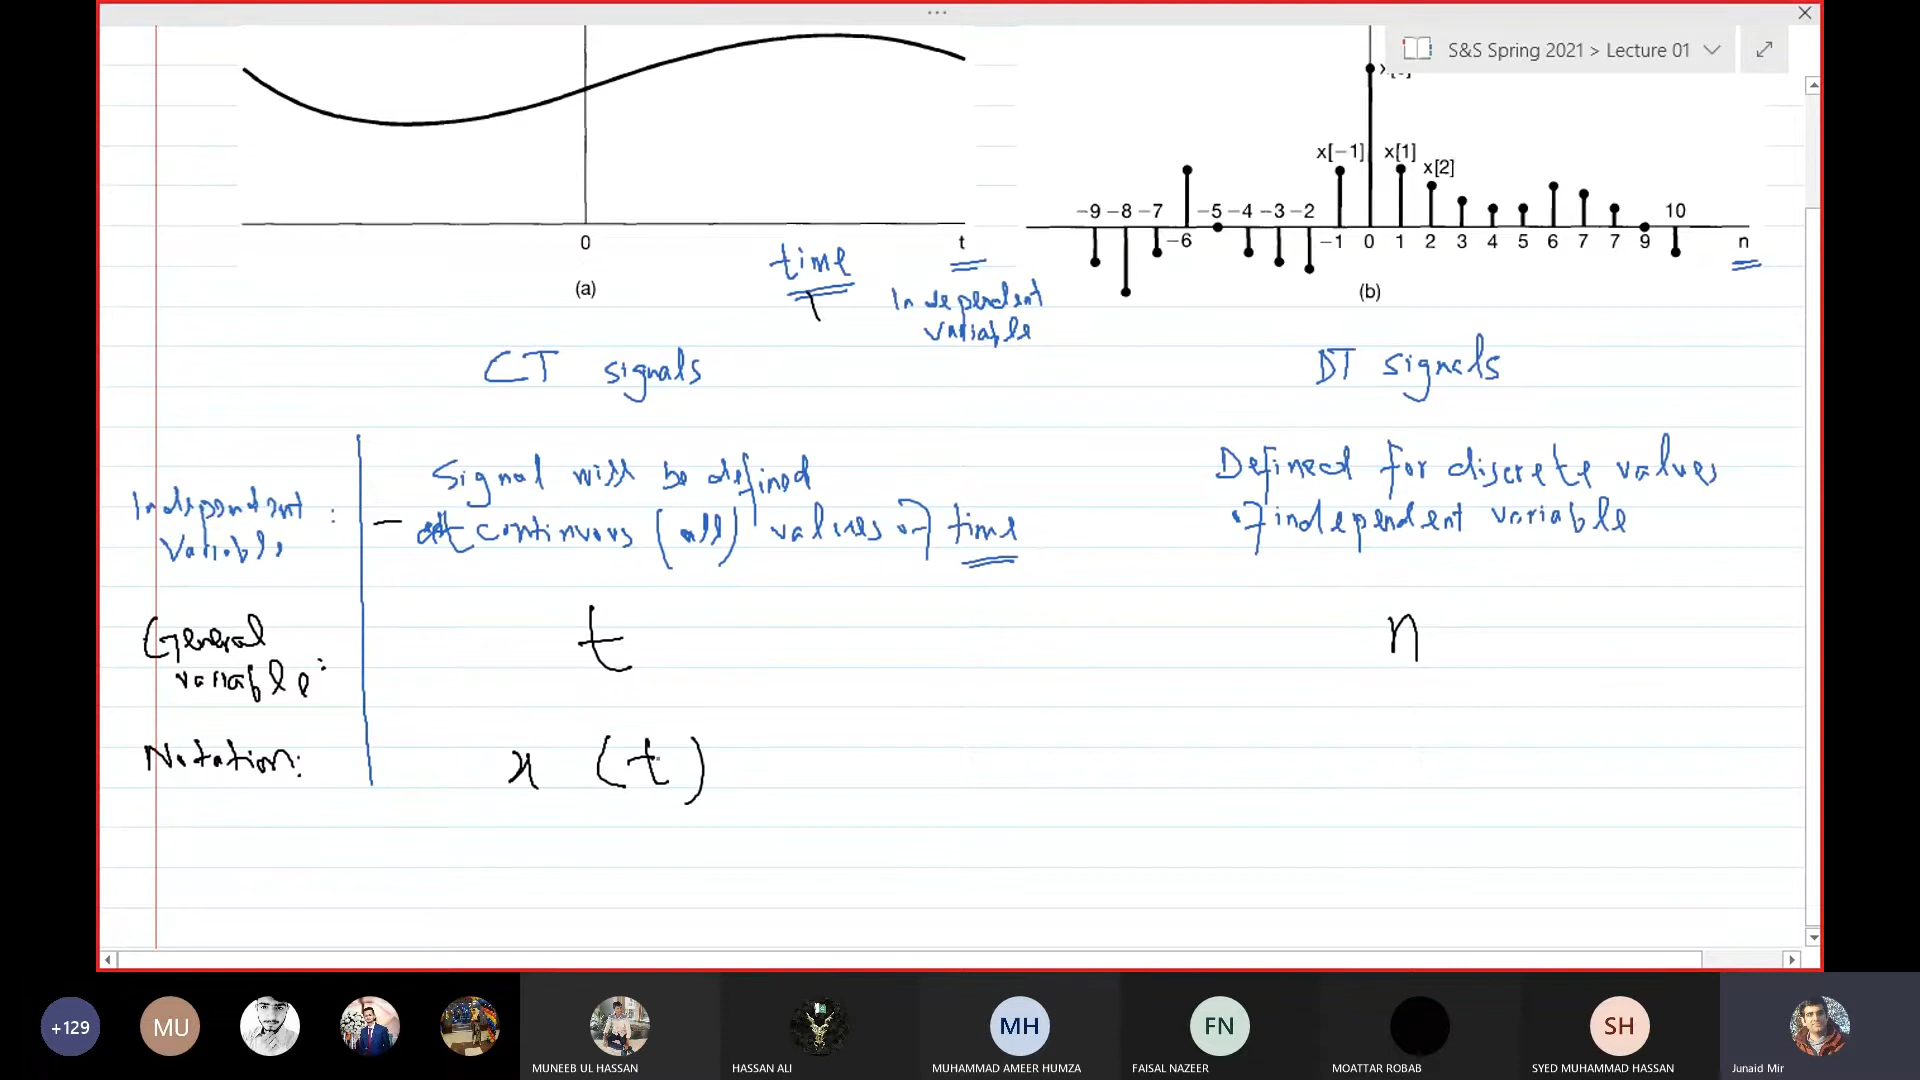 S&S Spring 2021 > Lecture 01
x[−1] x[1]
x[2]
−9 −8 −7 −5 −4 −3 −2 10
−6 −1 0 1 2 3 4 5 6 7 7 9 n
0 t
time
(a)
(b)
Independent
variable
CT signals
DT signals
Independent :
Variable
Signal will be defined
continuous (all) values of time
Defined for discrete values
of independent variable
General
variable:
t
n
Notation:
x (t)
+129
MU
MH
FN
SH
MUNEEB UL HASSAN
HASSAN ALI
MUHAMMAD AMEER HUMZA
FAISAL NAZEER
MOATTAR ROBAB
SYED MUHAMMAD HASSAN
Junaid Mir